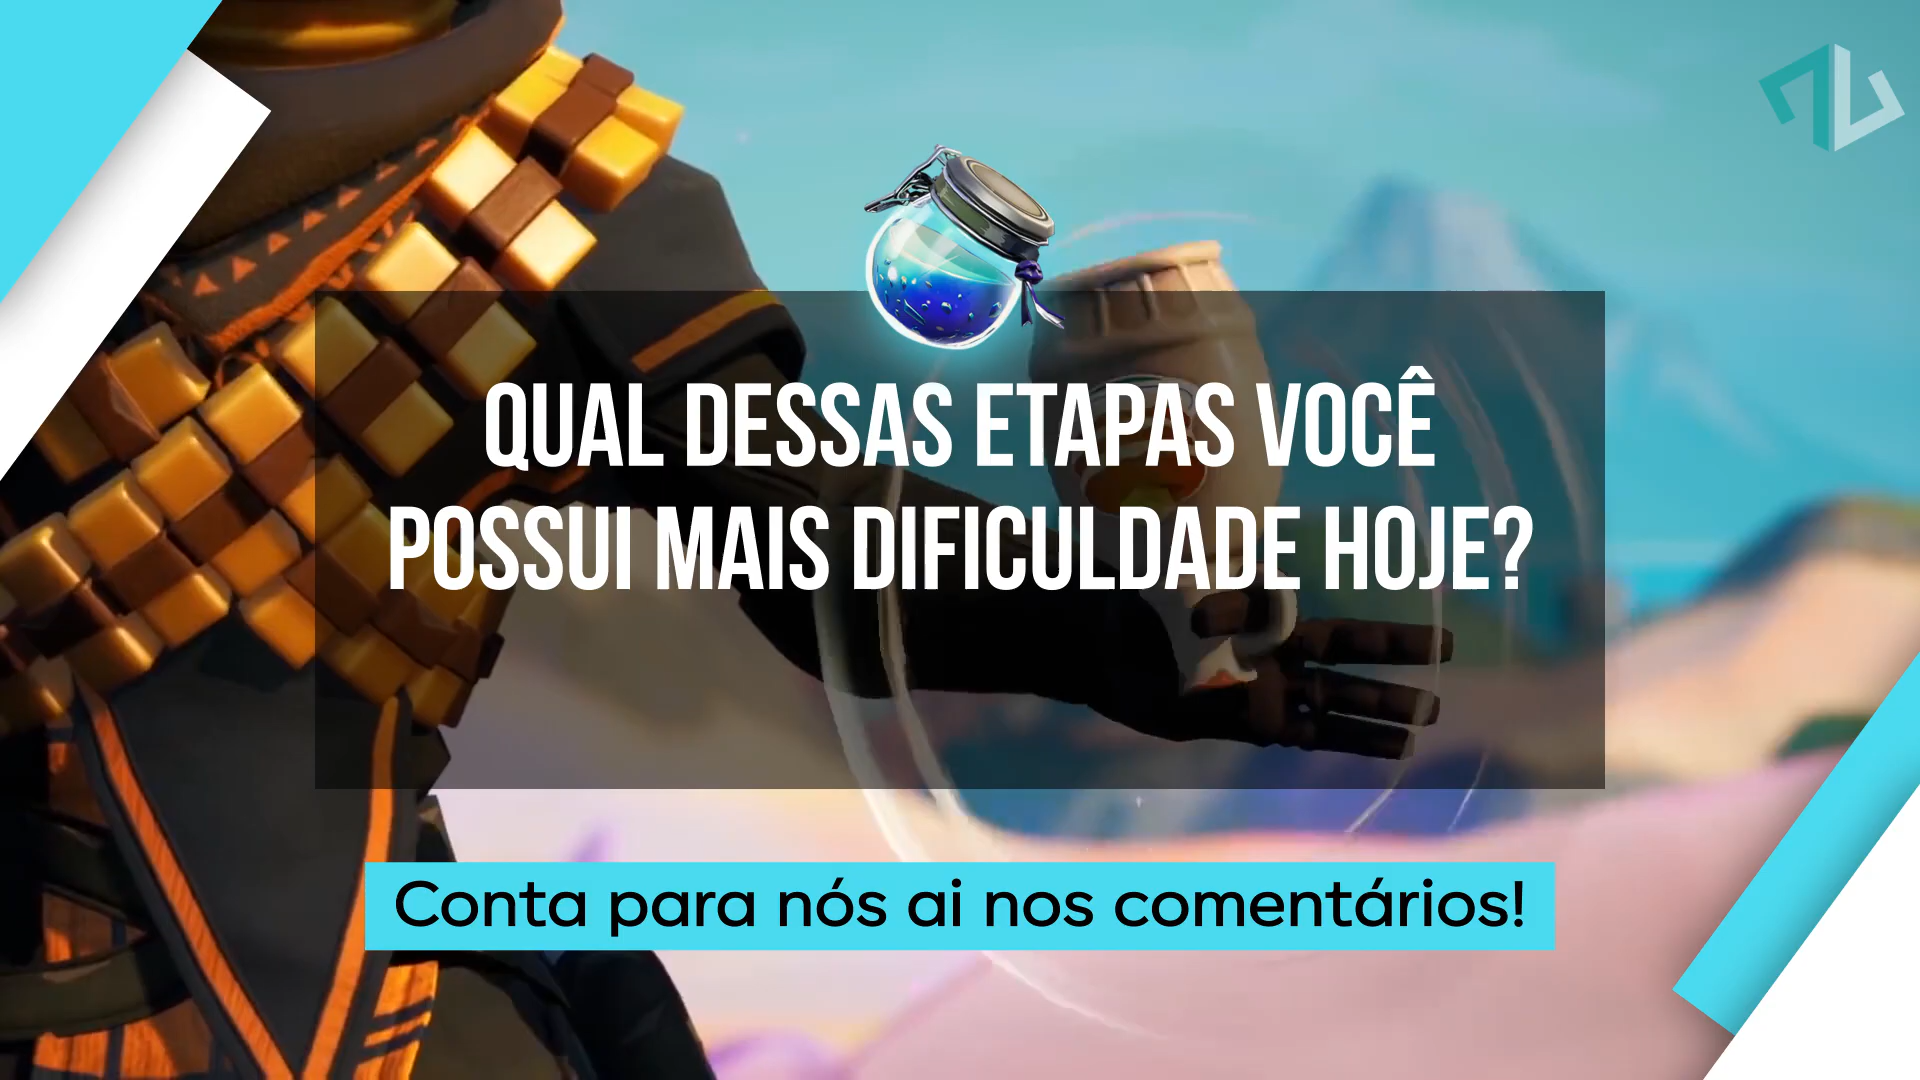 QUAL DESSAS ETAPAS VOCÊ
POSSUI MAIS DIFICULDADE HOJE?
Conta para nós ai nos comentários!